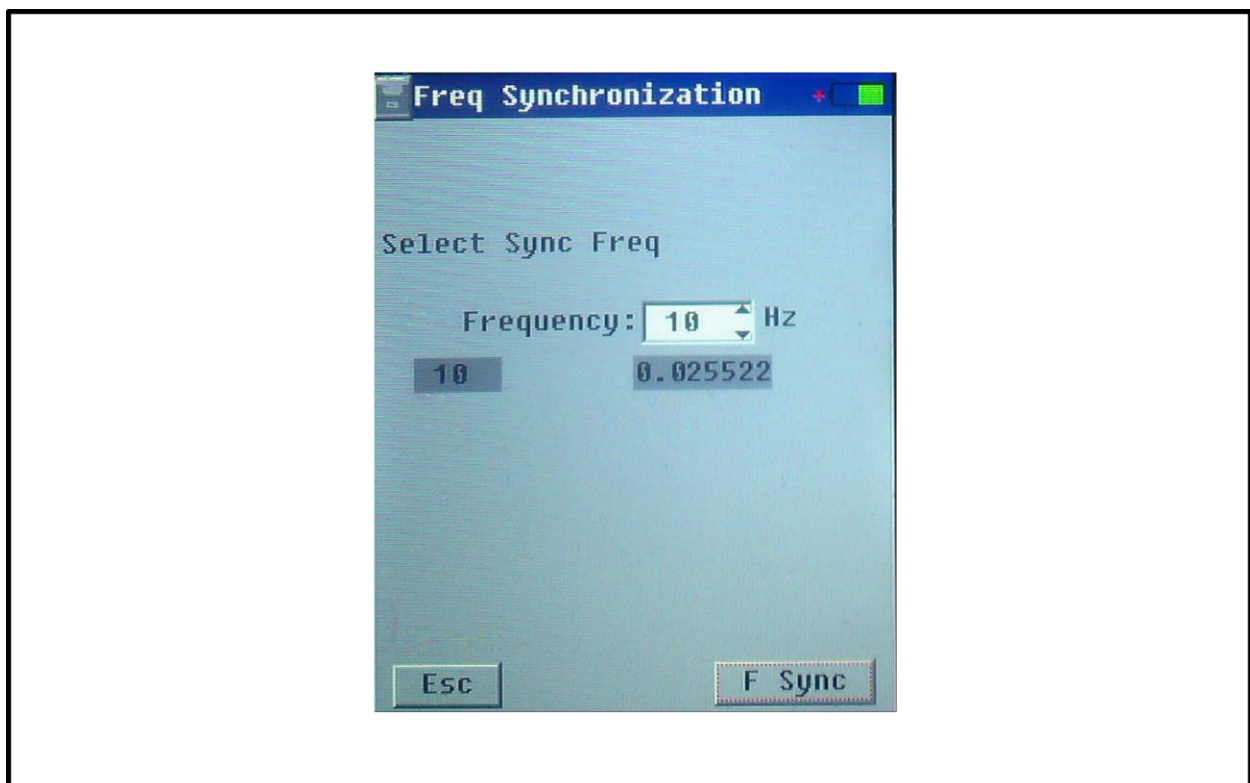 Freq Synchronization
Select Sync Freq
Frequency: 10 Hz
10 0.025522
Esc F Sync